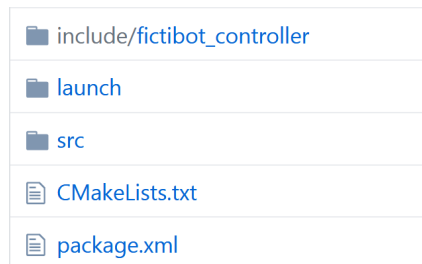 include/fictibot_controller
launch
src
CMakeLists.txt
package.xml